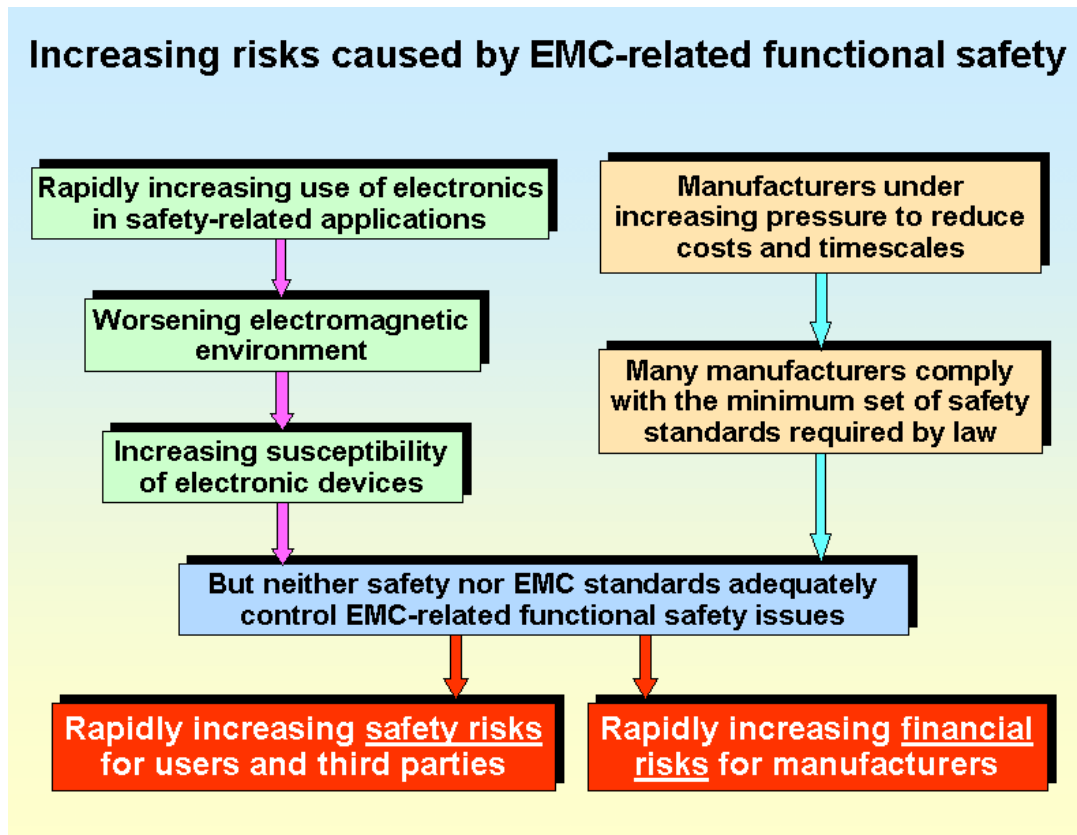 Increasing risks caused by EMC-related functional safety
Rapidly increasing use of electronics
in safety-related applications
Worsening electromagnetic
environment
Increasing susceptibility
of electronic devices
Manufacturers under
increasing pressure to reduce
costs and timescales
Many manufacturers comply
with the minimum set of safety
standards required by law
But neither safety nor EMC standards adequately
control EMC-related functional safety issues
Rapidly increasing safety risks
for users and third parties
Rapidly increasing financial
risks for manufacturers